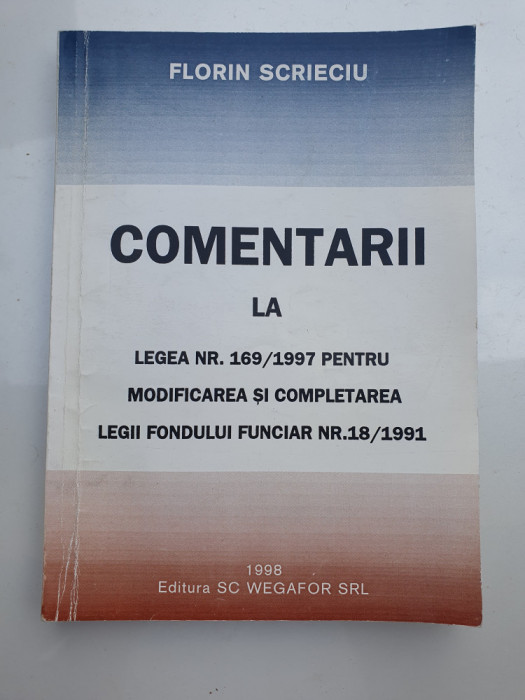 FLORIN SCRIECIU
COMENTARII
LA
LEGEA NR. 169/1997 PENTRU
MODIFICAREA ȘI COMPLETAREA
LEGII FONDULUI FUNCIAR NR.18/1991
1998
Editura SC WEGAFOR SRL